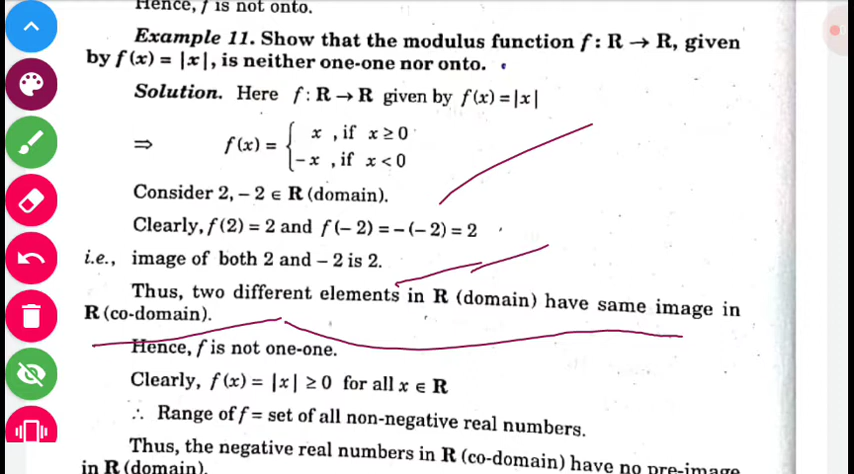 Hence, f is not onto.
Example 11. Show that the modulus function f : R → R, given
by f (x) = |x|, is neither one-one nor onto.
Solution. Here f : R → R given by f(x) = |x|
⇒ f(x) = { x , if x ≥ 0
−x , if x < 0
Consider 2, – 2 ∈ R (domain).
Clearly, f(2) = 2 and f(– 2) = – (– 2) = 2
i.e., image of both 2 and – 2 is 2.
Thus, two different elements in R (domain) have same image in
R (co-domain).
Hence, f is not one-one.
Clearly, f (x) = |x| ≥ 0 for all x ∈ R
∴ Range of f = set of all non-negative real numbers.
Thus, the negative real numbers in R (co-domain) have no pre-image
in R (domain).